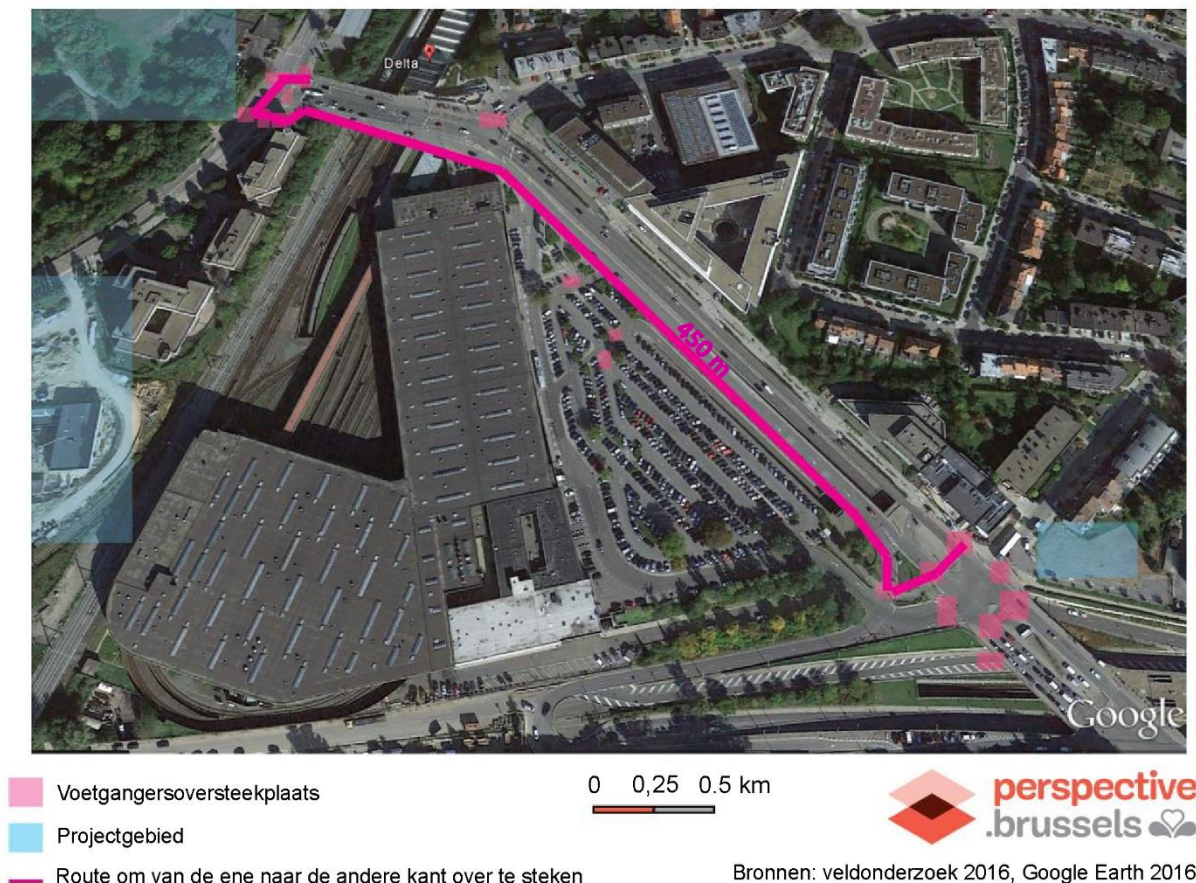 Delta
450 m
Google
Voetgangersoversteekplaats
0 0,25 0.5 km
Projectgebied
perspective
.brussels
Route om van de ene naar de andere kant over te steken
Bronnen: veldonderzoek 2016, Google Earth 2016